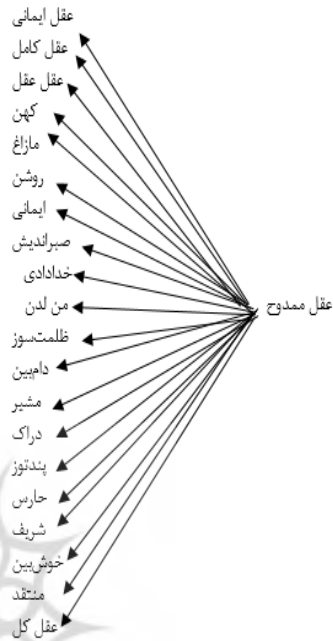 عقل ایمانی
عقل کامل
عقل عقل
کهن
مازاغ
روشن
ایمانی
صبراندیش
خدادادی
من لدن
عقل ممدوح
ظلمت‌سوز
دام‌بین
مشیر
دراک
پندتوز
حارس
شریف
خوش‌بین
منتقد
عقل کل